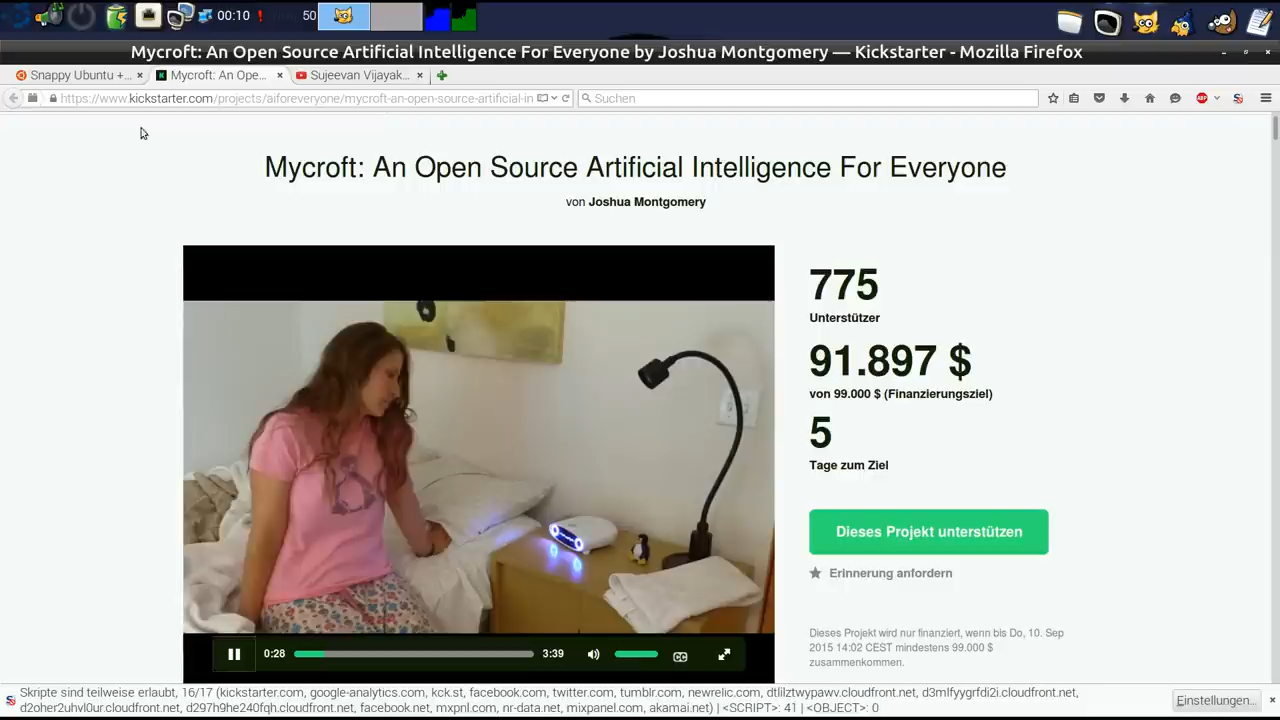 00:10
50
Mycroft: An Open Source Artificial Intelligence For Everyone by Joshua Montgomery — Kickstarter - Mozilla Firefox
Snappy Ubuntu +... × Mycroft: An Ope... × Sujeevan Vijayak... ×
https://www.kickstarter.com/projects/aiforeveryone/mycroft-an-open-source-artificial-in
Suchen
ABP
Mycroft: An Open Source Artificial Intelligence For Everyone
von Joshua Montgomery
775
Unterstützer
91.897 $
von 99.000 $ (Finanzierungsziel)
5
Tage zum Ziel
Dieses Projekt unterstützen
Erinnerung anfordern
Dieses Projekt wird nur finanziert, wenn bis Do, 10. Sep
2015 14:02 CEST mindestens 99.000 $
zusammenkommen.
0:28
3:39
CC
Skripte sind teilweise erlaubt, 16/17 (kickstarter.com, google-analytics.com, kck.st, facebook.com, twitter.com, tumblr.com, newrelic.com, dtlilztwypawv.cloudfront.net, d3mlfyygrfdi2i.cloudfront.net,
d2oher2uhvl0ur.cloudfront.net, d297h9he240fqh.cloudfront.net, facebook.net, mxpnl.com, nr-data.net, mixpanel.com, akamai.net) | <SCRIPT>: 41 | <OBJECT>: 0
Einstellungen...